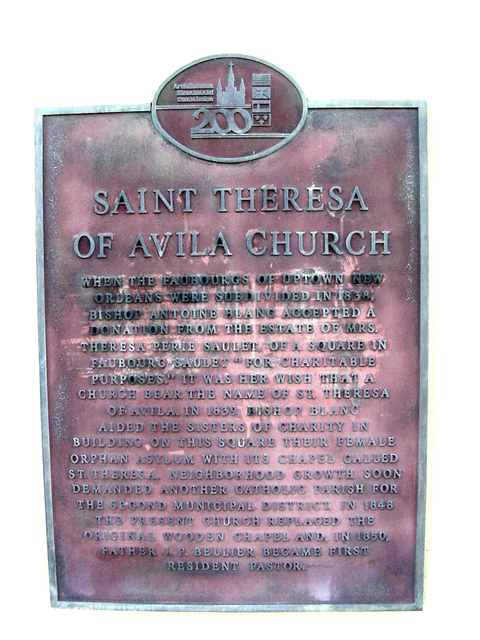 Archdiocesan
Bicentennial
Commission
200
SAINT THERESA
OF AVILA CHURCH
WHEN THE FAUBOURGS OF UPTOWN NEW
ORLEANS WERE SUBDIVIDED IN 1838,
BISHOP ANTOINE BLANC ACCEPTED A
DONATION FROM THE ESTATE OF MRS.
THERESA PERIE SAULET, OF A SQUARE IN
FAUBOURG SAULET "FOR CHARITABLE
PURPOSES." IT WAS HER WISH THAT A
CHURCH BEAR THE NAME OF ST. THERESA
OF AVILA. IN 1839, BISHOP BLANC
AIDED THE SISTERS OF CHARITY IN
BUILDING ON THIS SQUARE THEIR FEMALE
ORPHAN ASYLUM WITH ITS CHAPEL CALLED
ST. THERESA. NEIGHBORHOOD GROWTH SOON
DEMANDED ANOTHER CATHOLIC PARISH FOR
THE SECOND MUNICIPAL DISTRICT. IN 1848
THE PRESENT CHURCH REPLACED THE
ORIGINAL WOODEN CHAPEL AND, IN 1850,
FATHER J. P. BELLIER BECAME FIRST
RESIDENT PASTOR.